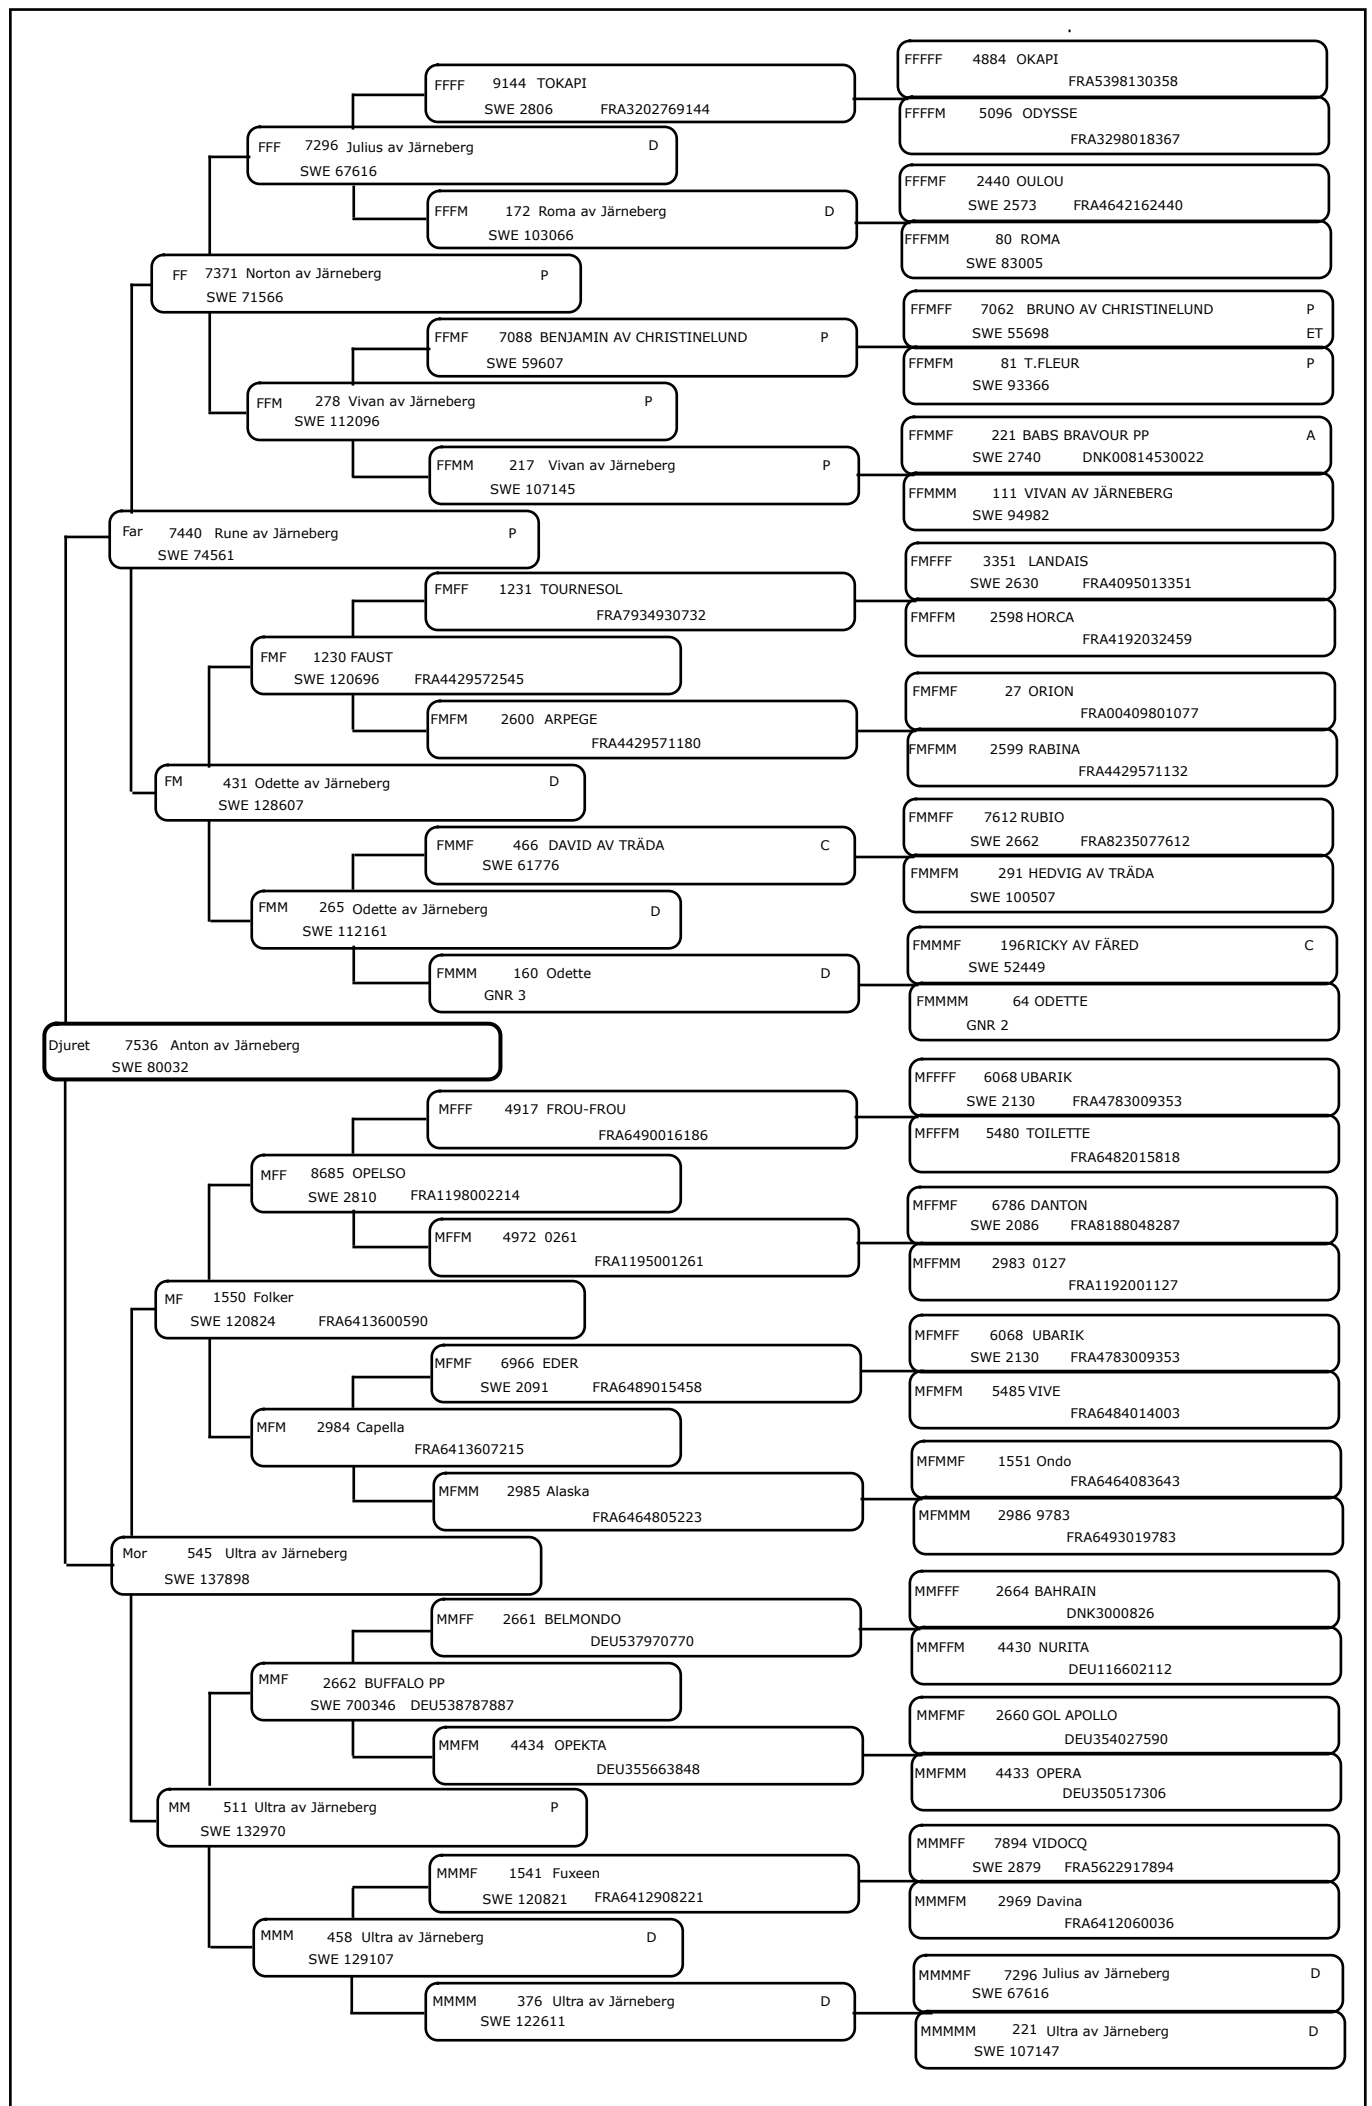 FFFFF 4884 OKAPI
FRA5398130358
FFFF 9144 TOKAPI
SWE 2806 FRA3202769144
FFFFM 5096 ODYSSE
FRA3298018367
FFF 7296 Julius av Järneberg D
SWE 67616
FFFMF 2440 OULOU
SWE 2573 FRA4642162440
FFFM 172 Roma av Järneberg D
SWE 103066
FFFMM 80 ROMA
SWE 83005
FF 7371 Norton av Järneberg P
SWE 71566
FFMFF 7062 BRUNO AV CHRISTINELUND P
SWE 55698 ET
FFMF 7088 BENJAMIN AV CHRISTINELUND P
SWE 59607
FFMFM 81 T.FLEUR P
SWE 93366
FFM 278 Vivan av Järneberg P
SWE 112096
FFMMF 221 BABS BRAVOUR PP A
SWE 2740 DNK00814530022
FFMM 217 Vivan av Järneberg P
SWE 107145
FFMMM 111 VIVAN AV JÄRNEBERG
SWE 94982
Far 7440 Rune av Järneberg P
SWE 74561
FMFFF 3351 LANDAIS
SWE 2630 FRA4095013351
FMFF 1231 TOURNESOL
FRA7934930732
FMFFM 2598 HORCA
FRA4192032459
FMF 1230 FAUST
SWE 120696 FRA4429572545
FMFMF 27 ORION
FRA00409801077
FMFM 2600 ARPEGE
FRA4429571180
FMFMM 2599 RABINA
FRA4429571132
FM 431 Odette av Järneberg D
SWE 128607
FMMFF 7612 RUBIO
SWE 2662 FRA8235077612
FMMF 466 DAVID AV TRÄDA C
SWE 61776
FMMFM 291 HEDVIG AV TRÄDA
SWE 100507
FMM 265 Odette av Järneberg D
SWE 112161
FMMMF 196 RICKY AV FÄRED C
SWE 52449
FMMM 160 Odette D
GNR 3
FMMMM 64 ODETTE
GNR 2
Djuret 7536 Anton av Järneberg
SWE 80032
MFFFF 6068 UBARIK
SWE 2130 FRA4783009353
MFFF 4917 FROU-FROU
FRA6490016186
MFFFM 5480 TOILETTE
FRA6482015818
MFF 8685 OPELSO
SWE 2810 FRA1198002214
MFFMF 6786 DANTON
SWE 2086 FRA8188048287
MFFM 4972 0261
FRA1195001261
MFFMM 2983 0127
FRA1192001127
MF 1550 Folker
SWE 120824 FRA6413600590
MFMFF 6068 UBARIK
SWE 2130 FRA4783009353
MFMF 6966 EDER
SWE 2091 FRA6489015458
MFMFM 5485 VIVE
FRA6484014003
MFM 2984 Capella
FRA6413607215
MFMMF 1551 Ondo
FRA6464083643
MFMM 2985 Alaska
FRA6464805223
MFMMM 2986 9783
FRA6493019783
Mor 545 Ultra av Järneberg
SWE 137898
MMFFF 2664 BAHRAIN
DNK3000826
MMFF 2661 BELMONDO
DEU537970770
MMFFM 4430 NURITA
DEU116602112
MMF 2662 BUFFALO PP
SWE 700346 DEU538787887
MMFMF 2660 GOL APOLLO
DEU354027590
MMFM 4434 OPEKTA
DEU355663848
MMFMM 4433 OPERA
DEU350517306
MM 511 Ultra av Järneberg P
SWE 132970
MMMFF 7894 VIDOCQ
SWE 2879 FRA5622917894
MMMF 1541 Fuxeen
SWE 120821 FRA6412908221
MMMFM 2969 Davina
FRA6412060036
MMM 458 Ultra av Järneberg D
SWE 129107
MMMMF 7296 Julius av Järneberg D
SWE 67616
MMMM 376 Ultra av Järneberg D
SWE 122611
MMMMM 221 Ultra av Järneberg D
SWE 107147